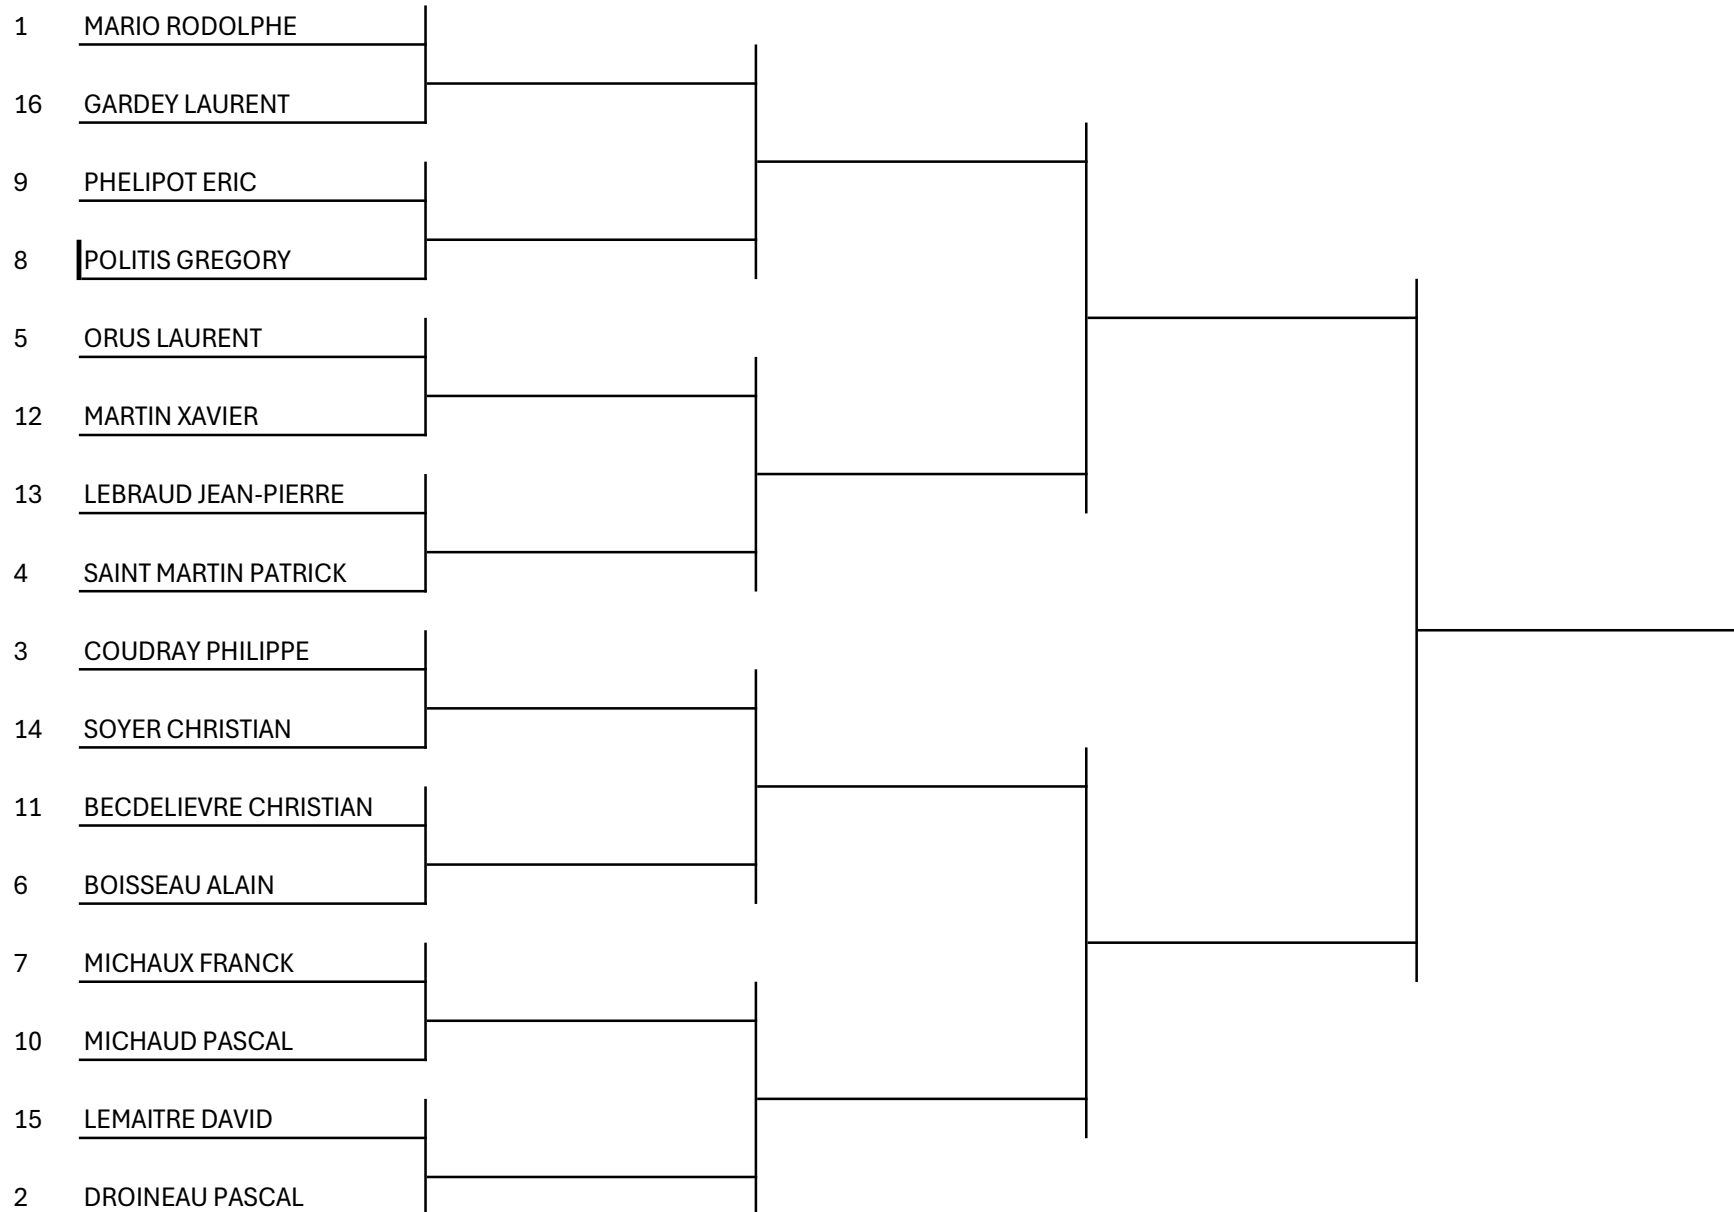 1 MARIO RODOLPHE
16 GARDEY LAURENT
9 PHELIPOT ERIC
8 POLITIS GREGORY
5 ORUS LAURENT
12 MARTIN XAVIER
13 LEBRAUD JEAN-PIERRE
4 SAINT MARTIN PATRICK
3 COUDRAY PHILIPPE
14 SOYER CHRISTIAN
11 BECDELIEVRE CHRISTIAN
6 BOISSEAU ALAIN
7 MICHAUX FRANCK
10 MICHAUD PASCAL
15 LEMAITRE DAVID
2 DROINEAU PASCAL